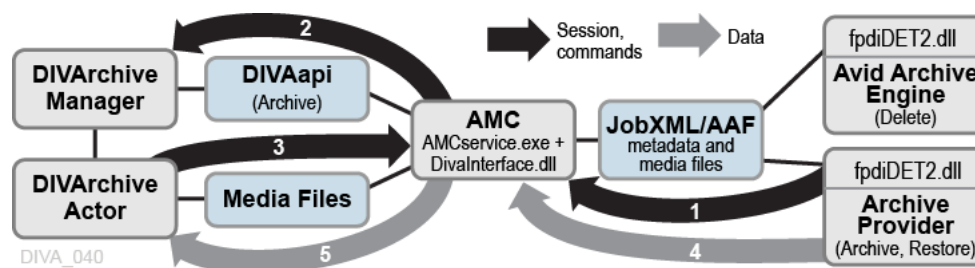 2
Session,
commands
Data
DIVArchive
Manager
DIVAapi
(Archive)
3
DIVArchive
Actor
Media Files
5
DIVA_040
AMC
AMCservice.exe +
DivaInterface.dll
JobXML/AAF
metadata and
media files
fpdiDET2.dll
Avid Archive
Engine
(Delete)
fpdiDET2.dll
Archive
Provider
(Archive, Restore)
1
4